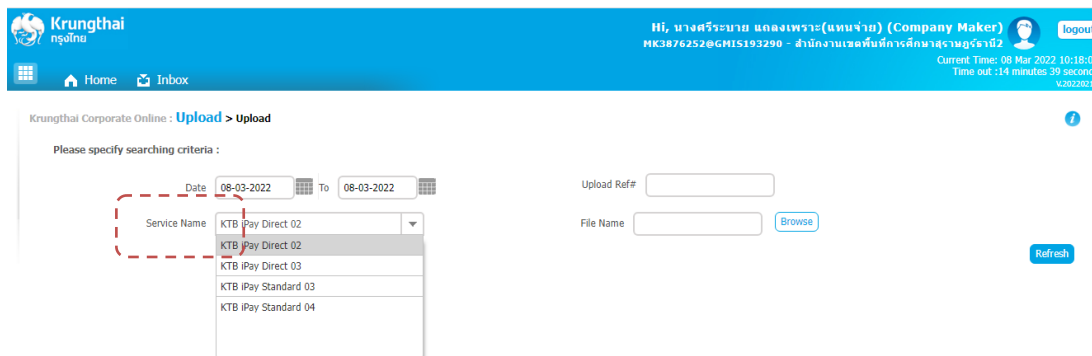 Krungthai
กรุงไทย
Hi, นางศรีระบาย แถลงเพราะ(แทนจ่าย) (Company Maker)
MK3876252@GMIS193290 - สำนักงานเขตพื้นที่การศึกษาสุราษฎร์ธานี2
logout
Current Time: 08 Mar 2022 10:18:0
Time out :14 minutes 39 second
V.2022021
Home Inbox
Krungthai Corporate Online : Upload > Upload
Please specify searching criteria :
Date 08-03-2022 To 08-03-2022 Upload Ref#
Service Name KTB iPay Direct 02 File Name Browse
KTB iPay Direct 02
Refresh
KTB iPay Direct 03
KTB iPay Standard 03
KTB iPay Standard 04